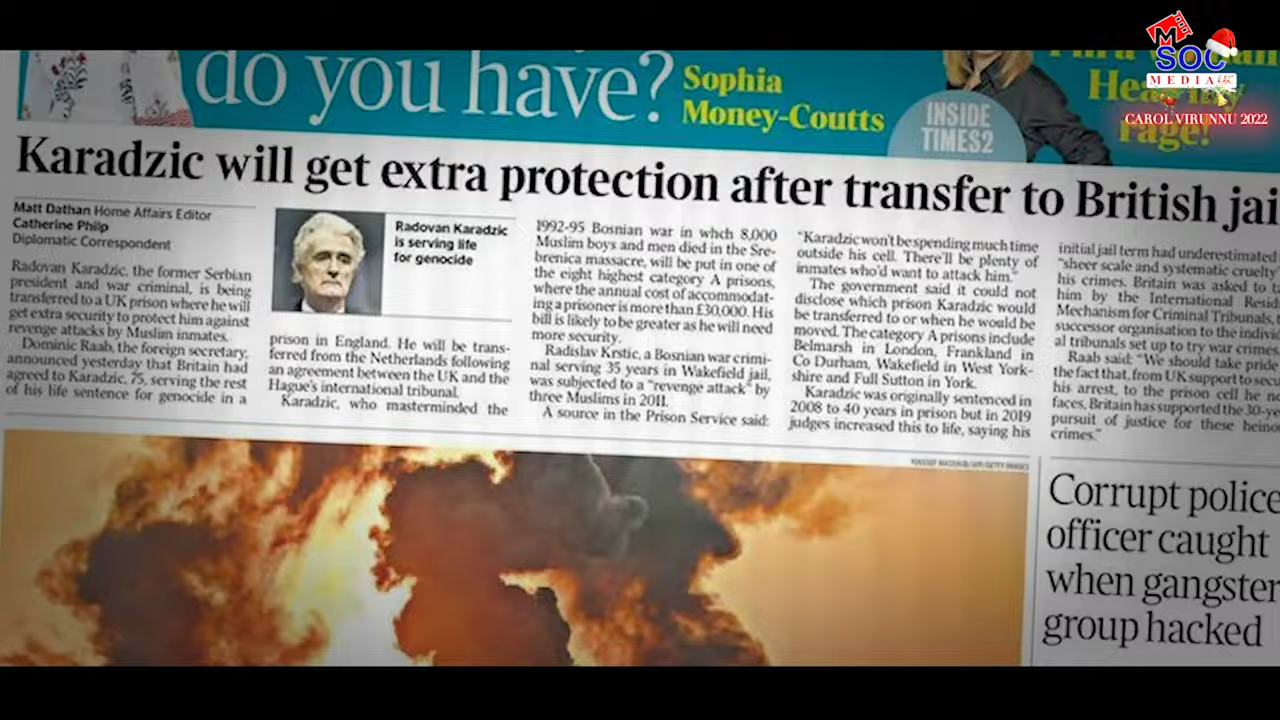 M
SOC
MEDIA
CAROL VIRUNNU 2022
do you have?
Sophia
Money-Coutts
INSIDE
TIMES2
Karadzic will get extra protection after transfer to British jai
Matt Dathan Home Affairs Editor
Catherine Philp
Diplomatic Correspondent
Radovan Karadzic, the former Serbian
president and war criminal, is being
transferred to a UK prison where he will
get extra security to protect him against
revenge attacks by Muslim inmates.
Dominic Raab, the foreign secretary,
announced yesterday that Britain had
agreed to Karadzic, 75, serving the rest
of his life sentence for genocide in a
Radovan Karadzic
is serving life
for genocide
prison in England. He will be trans-
ferred from the Netherlands following
an agreement between the UK and the
Hague's international tribunal.
Karadzic, who masterminded the
1992-95 Bosnian war in whch 8,000
Muslim boys and men died in the Sre-
brenica massacre, will be put in one of
the eight highest category A prisons,
where the annual cost of accommodat-
ing a prisoner is more than £30,000. His
bill is likely to be greater as he will need
more security.
Radislav Krstic, a Bosnian war crimi-
nal serving 35 years in Wakefield jail,
was subjected to a "revenge attack" by
three Muslims in 2011.
A source in the Prison Service said:
"Karadzic won't be spending much time
outside his cell. There'll be plenty of
inmates who'd want to attack him."
The government said it could not
disclose which prison Karadzic would
be transferred to or when he would be
moved. The category A prisons include
Belmarsh in London, Frankland in
Co Durham, Wakefield in West York-
shire and Full Sutton in York.
Karadzic was originally sentenced in
2008 to 40 years in prison but in 2019
judges increased this to life, saying his
initial jail term had underestimated
"sheer scale and systematic cruelty"
his crimes. Britain was asked to ta
him by the International Resid
Mechanism for Criminal Tribunals,
successor organisation to the individ
al tribunals set up to try war crimes
Raab said: "We should take pride
the fact that, from UK support to secu
his arrest, to the prison cell he no
faces, Britain has supported the 30-ye
pursuit of justice for these heino
crimes."
Corrupt police
officer caught
when gangster
group hacked